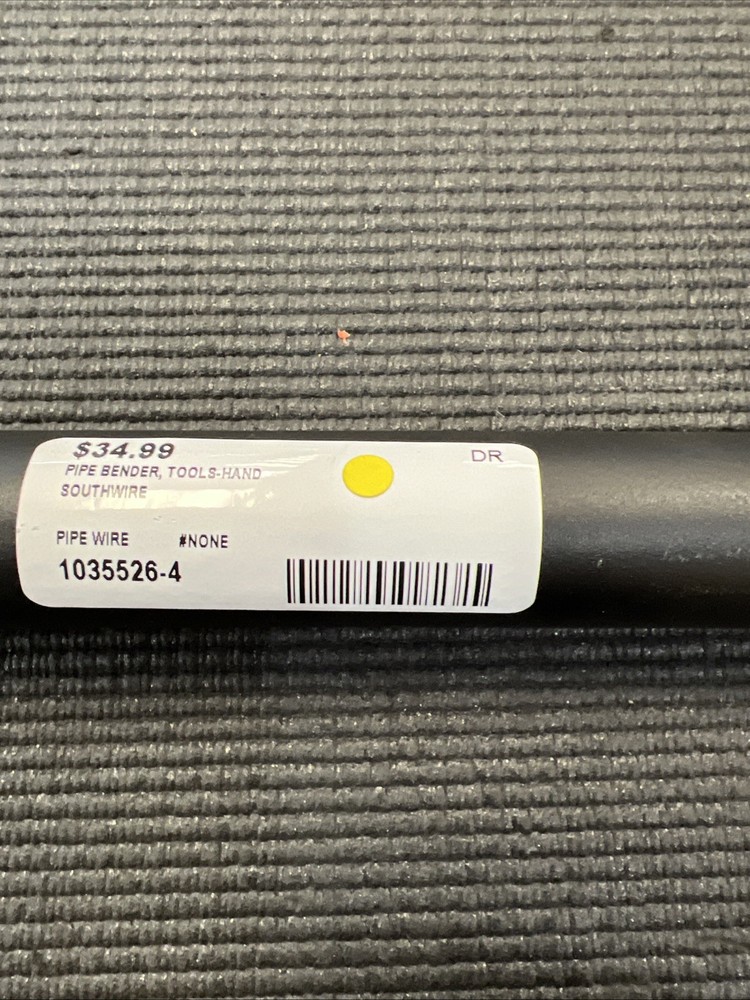 $34.99
DR
PIPE BENDER, TOOLS-HAND
SOUTHWIRE
PIPE WIRE #NONE
1035526-4